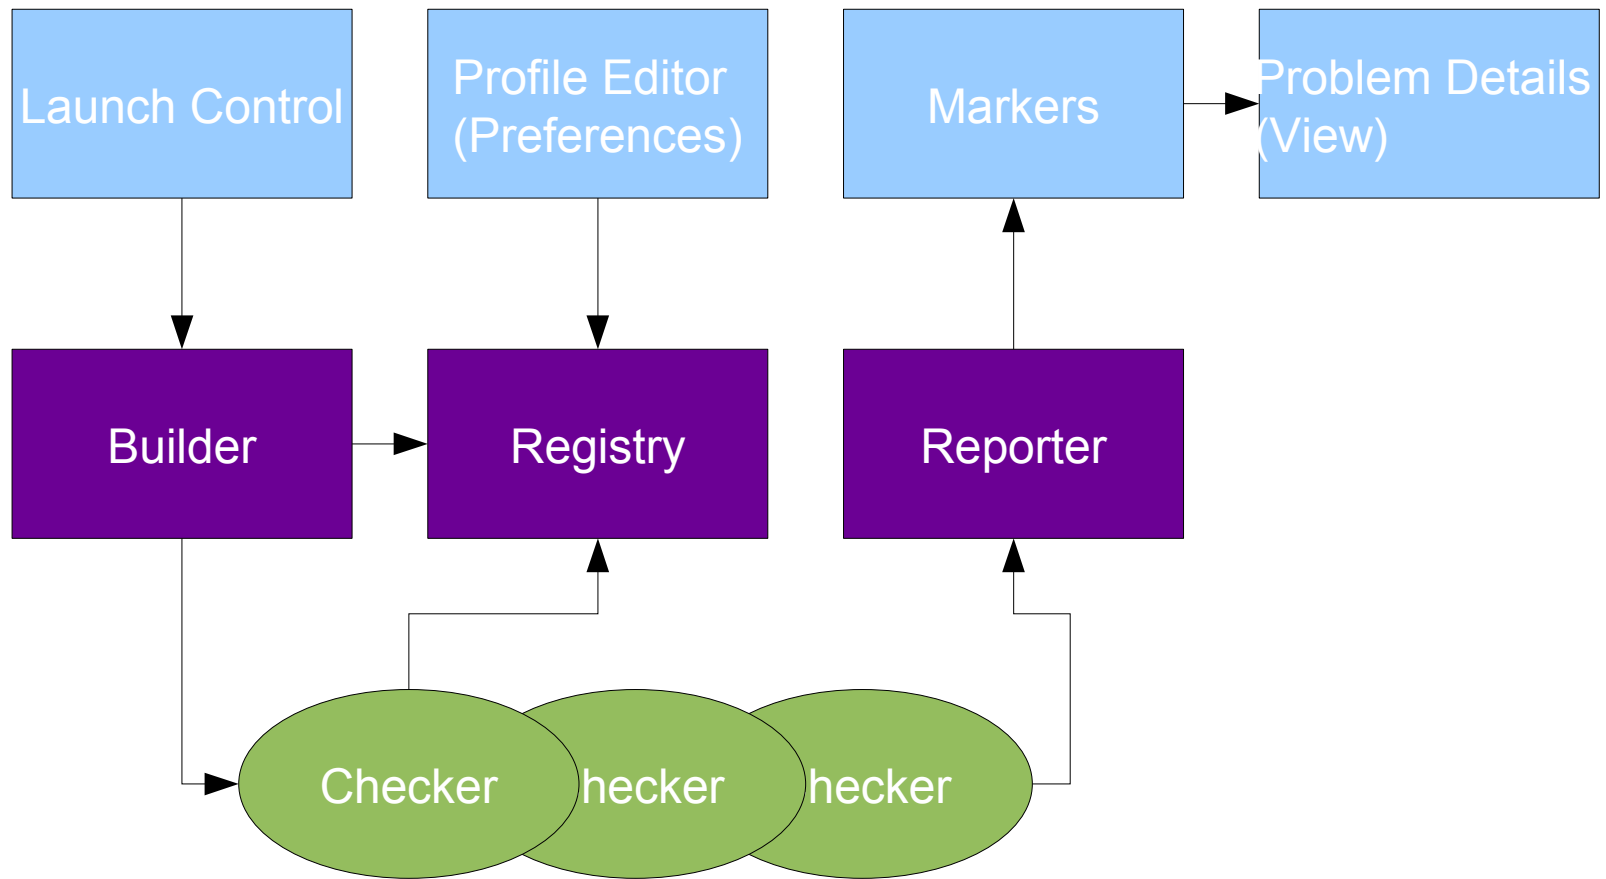 Launch Control
Profile Editor
(Preferences)
Markers
Problem Details
(View)
Builder
Registry
Reporter
Checker
hecker
hecker